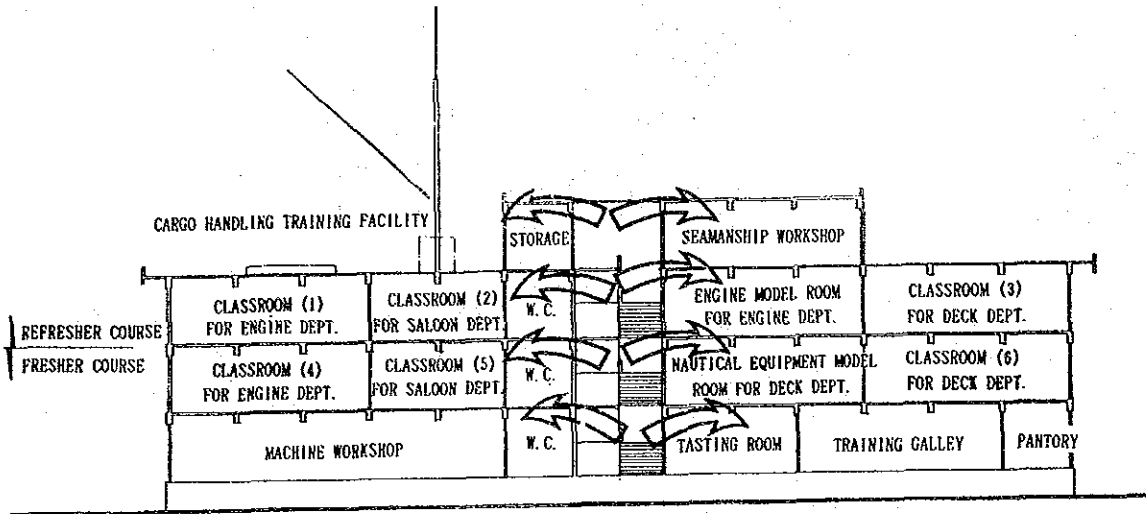 CARGO HANDLING TRAINING FACILITY
STORAGE
SEAMANSHIP WORKSHOP
CLASSROOM (1)
FOR ENGINE DEPT.
CLASSROOM (2)
FOR SALOON DEPT.
W.C.
ENGINE MODEL ROOM
FOR ENGINE DEPT.
CLASSROOM (3)
FOR DECK DEPT.
REFRESHER COURSE
FRESHER COURSE
CLASSROOM (4)
FOR ENGINE DEPT.
CLASSROOM (5)
FOR SALOON DEPT.
W.C.
NAUTICAL EQUIPMENT MODEL
ROOM FOR DECK DEPT.
CLASSROOM (6)
FOR DECK DEPT.
MACHINE WORKSHOP
W.C.
TASTING ROOM
TRAINING GALLEY
PANTORY